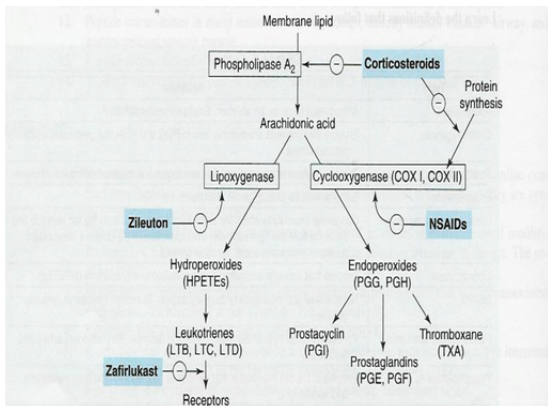 Membrane lipid
Phospholipase A2
Corticosteroids
Protein
synthesis
Arachidonic acid
Lipoxygenase
Cyclooxygenase (COX I, COX II)
Zileuton
NSAIDs
Hydroperoxides
(HPETEs)
Endoperoxides
(PGG, PGH)
Leukotrienes
(LTB, LTC, LTD)
Prostacyclin
(PGI)
Thromboxane
(TXA)
Prostaglandins
(PGE, PGF)
Zafirlukast
Receptors